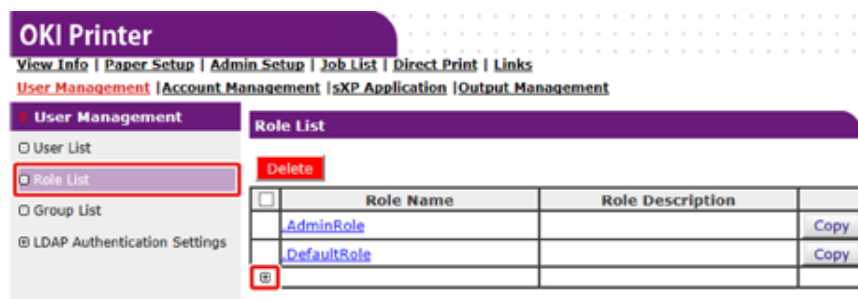 OKI Printer
View Info | Paper Setup | Admin Setup | Job List | Direct Print | Links
User Management |Account Management |sXP Application |Output Management
User Management
Role List
User List
Delete
Role List
Role Name Role Description
Group List
.AdminRole Copy
LDAP Authentication Settings
.DefaultRole Copy